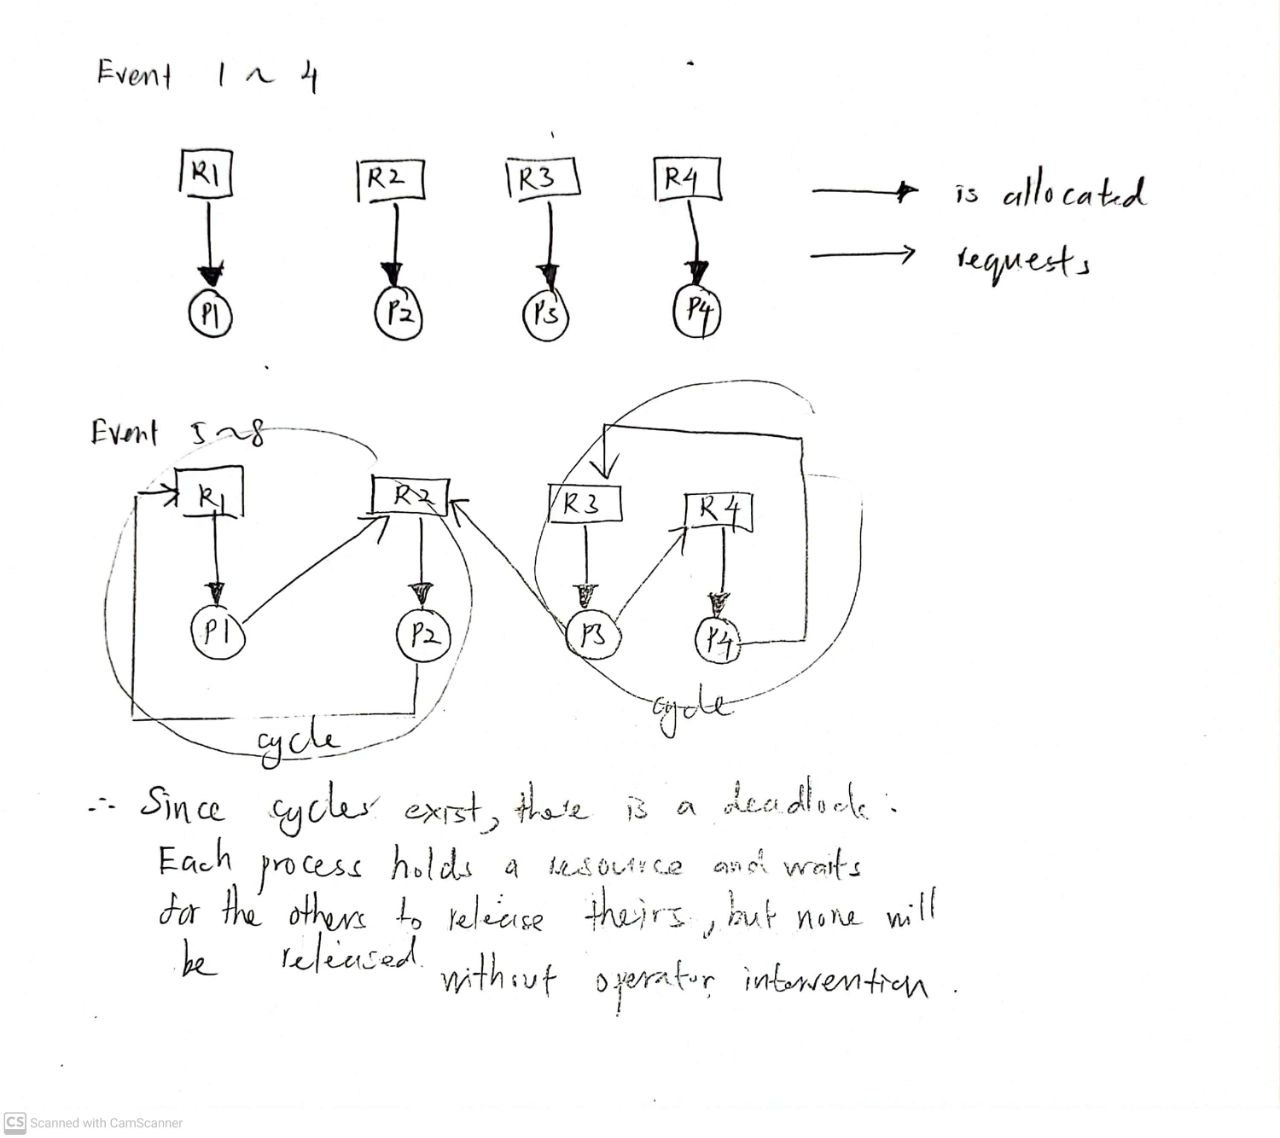 Event 1 ~ 4
R1 R2 R3 R4
is allocated
requests
P1 P2 P3 P4
Event 5 ~ 8
R1 R2 R3 R4
P1 P2 P3 P4
cycle
cycle
∴ Since cycles exist, there is a deadlock:
Each process holds a resource and waits
for the others to release theirs, but none will
be released without operator intervention.
CS Scanned with CamScanner